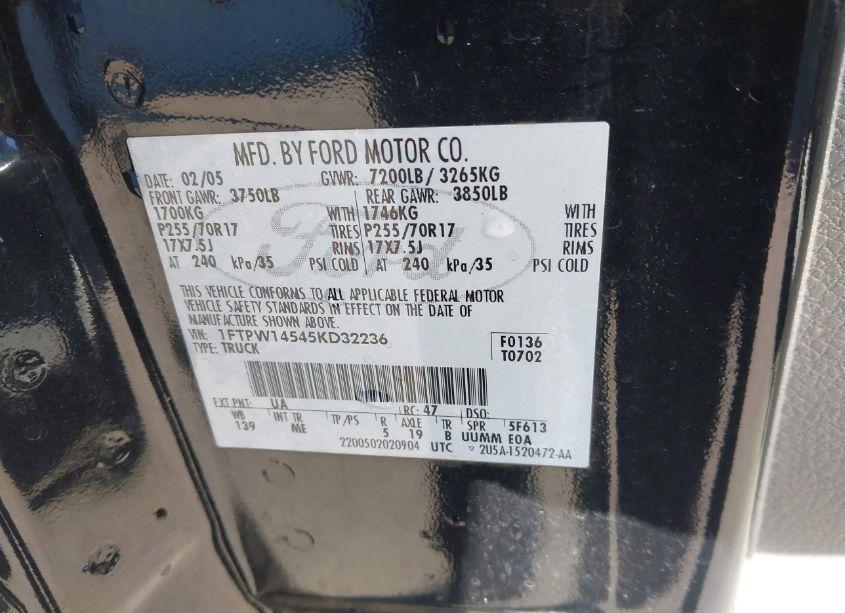 MFD. BY FORD MOTOR CO.
DATE: 02/05 GVWR: 7200LB/ 3265KG
FRONT GAWR: 3750LB REAR GAWR: 3850LB
1700KG WITH 1746KG WITH
P255/70R17 TIRES P255/70R17 TIRES
17X7.5J RIMS 17X7.5J RIMS
AT 240 kPa/35 PSI COLD AT 240 kPa/35 PSI COLD
Ford
THIS VEHICLE CONFORMS TO ALL APPLICABLE FEDERAL MOTOR
VEHICLE SAFETY STANDARDS IN EFFECT ON THE DATE OF
MANUFACTURE SHOWN ABOVE.
VIN: 1FTPW14545KD32236 F0136
TYPE: TRUCK T0702
EXT PNT: UA RC: 47 DSO:
WB INT TR TP/PS R AXLE TR SPR 5F613
139 ME 5 19 B UUMM EOA
2200502020904 UTC ▽ 2U5A-1520472-AA